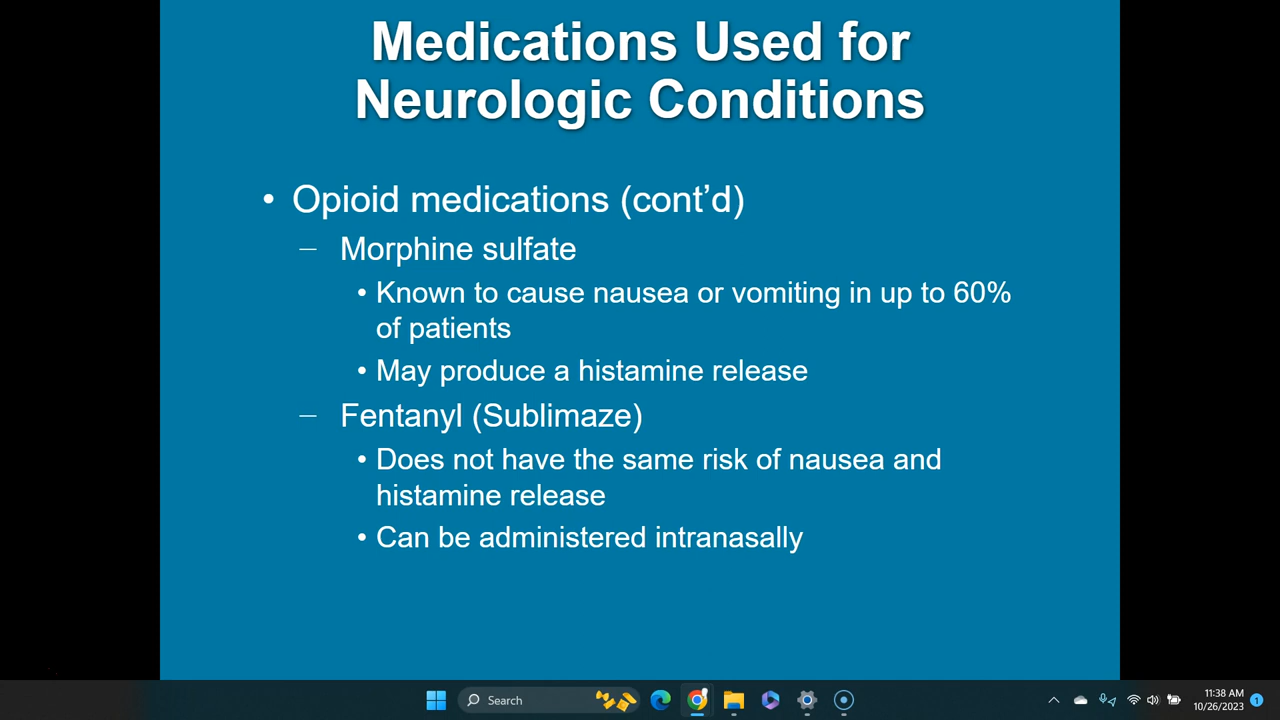 Medications Used for
Neurologic Conditions
• Opioid medications (cont’d)
– Morphine sulfate
• Known to cause nausea or vomiting in up to 60%
of patients
• May produce a histamine release
– Fentanyl (Sublimaze)
• Does not have the same risk of nausea and
histamine release
• Can be administered intranasally
Search
11:38 AM
10/26/2023
1